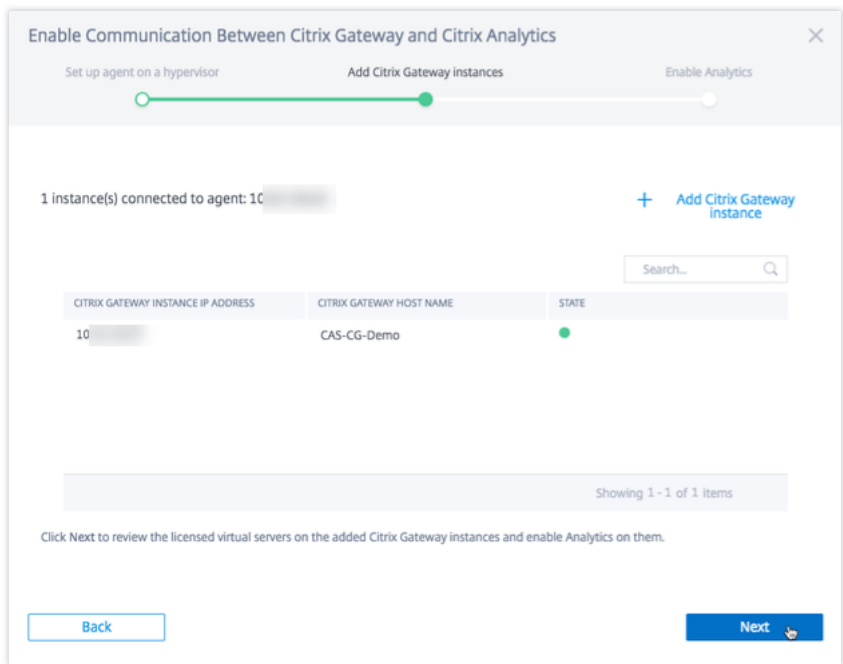 Enable Communication Between Citrix Gateway and Citrix Analytics
Set up agent on a hypervisor
Add Citrix Gateway instances
Enable Analytics
1 instance(s) connected to agent: 10
+ Add Citrix Gateway
instance
Search...
CITRIX GATEWAY INSTANCE IP ADDRESS
CITRIX GATEWAY HOST NAME
STATE
10
CAS-CG-Demo
Showing 1 - 1 of 1 items
Click Next to review the licensed virtual servers on the added Citrix Gateway instances and enable Analytics on them.
Back
Next